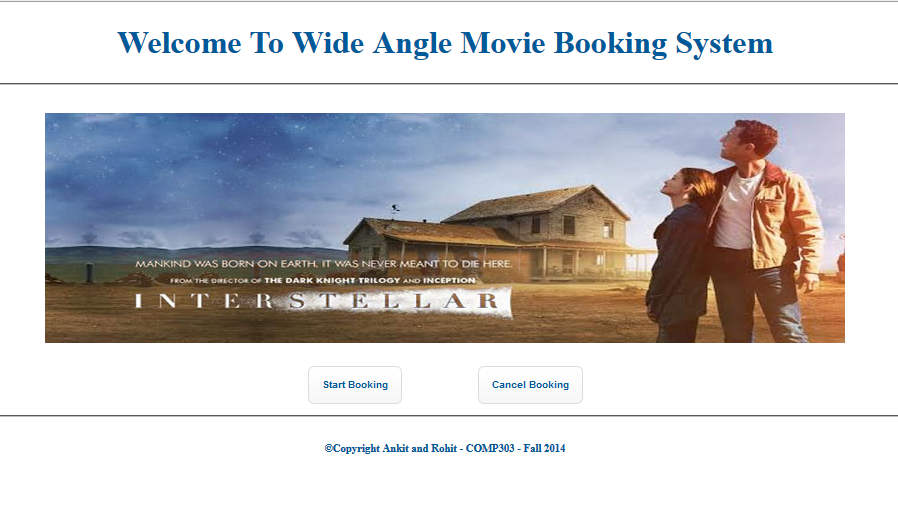 Welcome To Wide Angle Movie Booking System
MANKIND WAS BORN ON EARTH. IT WAS NEVER MEANT TO DIE HERE.
FROM THE DIRECTOR OF THE DARK KNIGHT TRILOGY AND INCEPTION
INTERSTELLAR
Start Booking
Cancel Booking
©Copyright Ankit and Rohit - COMP303 - Fall 2014